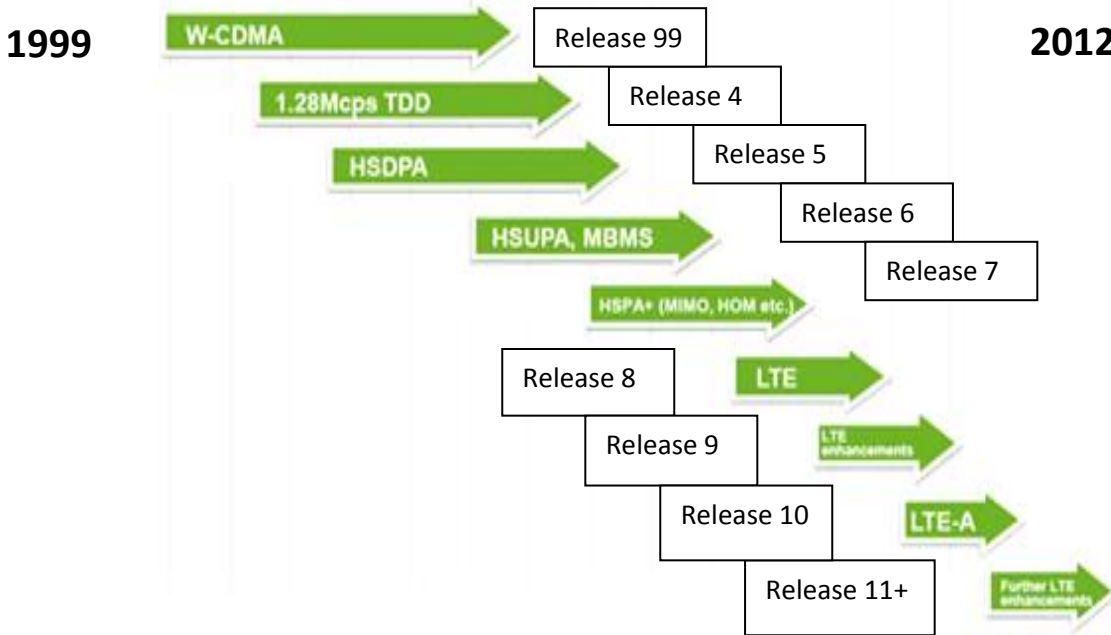 1999
W-CDMA
Release 99
2012
1.28Mcps TDD
Release 4
HSDPA
Release 5
HSUPA, MBMS
Release 6
Release 7
HSPA+ (MIMO, HOM etc.)
Release 8
LTE
Release 9
LTE
enhancements
Release 10
LTE-A
Release 11+
Further LTE
enhancements